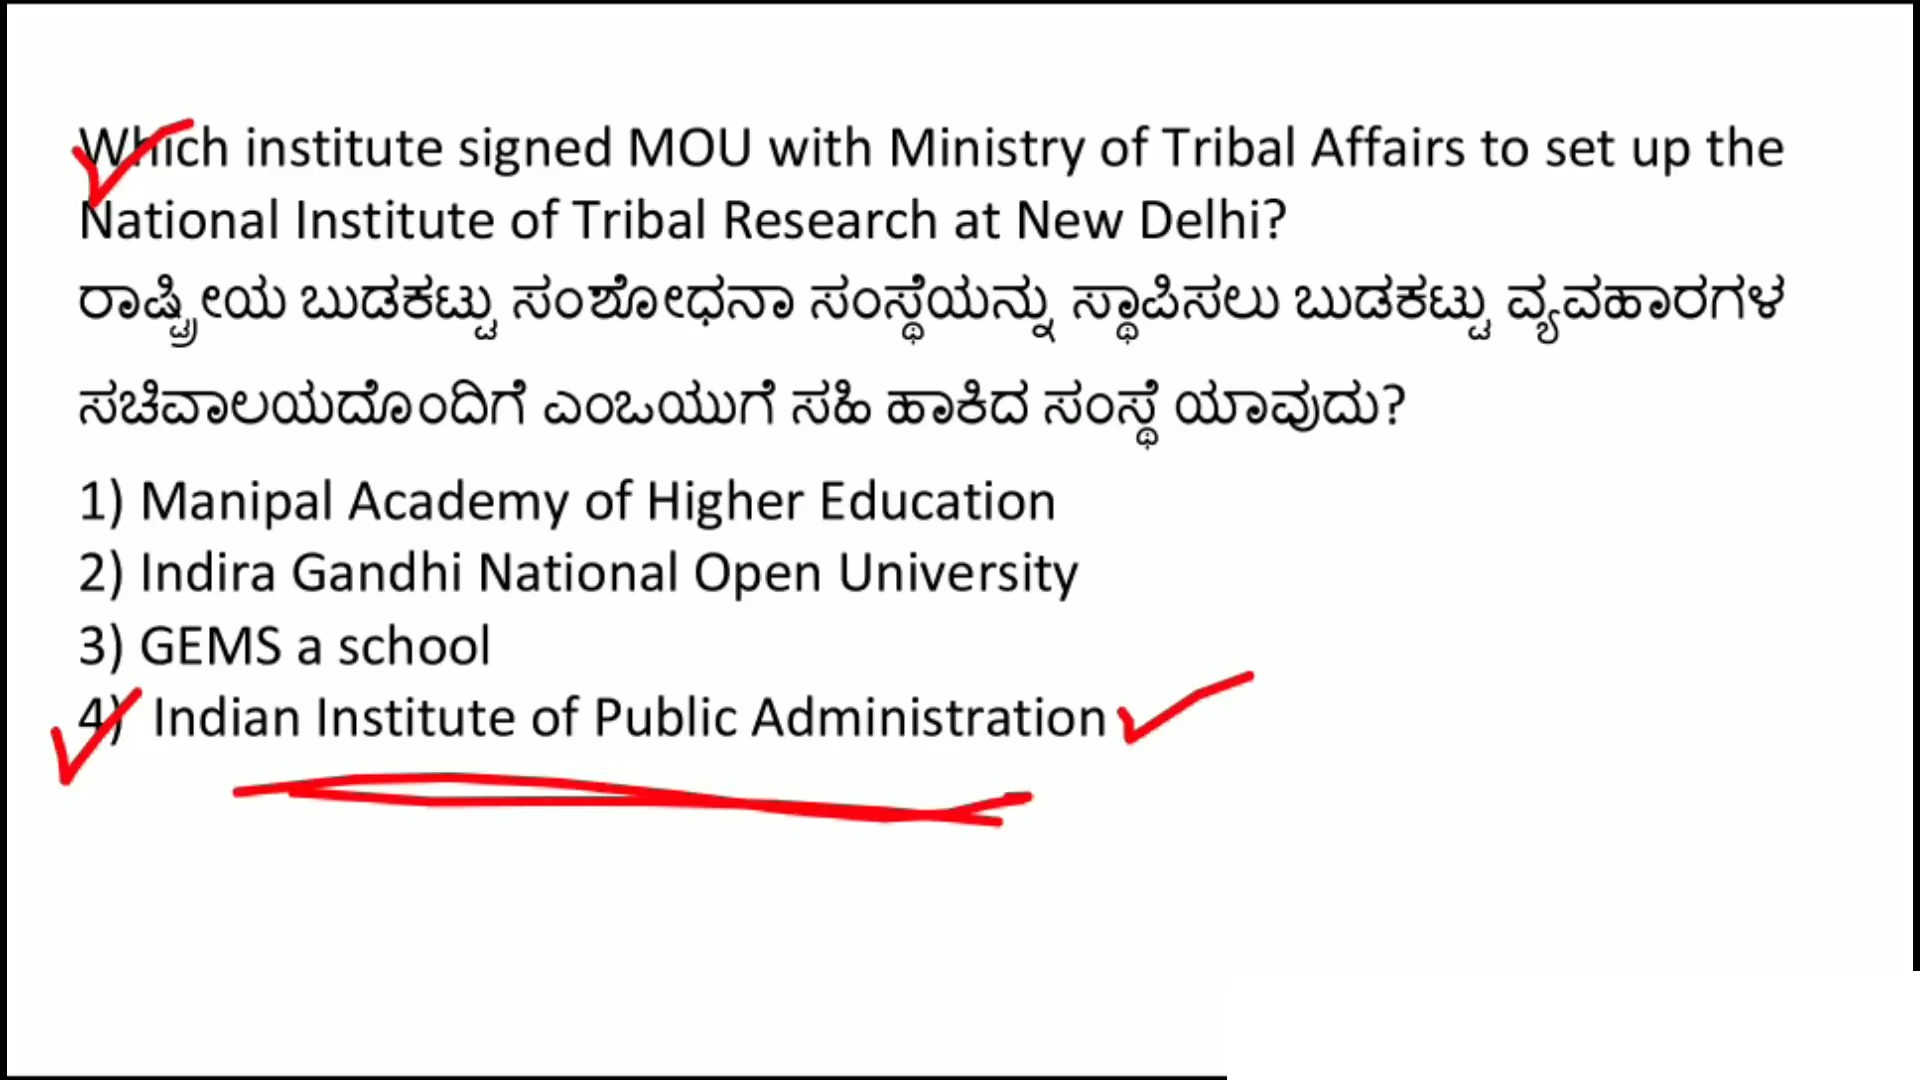 Which institute signed MOU with Ministry of Tribal Affairs to set up the
National Institute of Tribal Research at New Delhi?
ರಾಷ್ಟ್ರೀಯ ಬುಡಕಟ್ಟು ಸಂಶೋಧನಾ ಸಂಸ್ಥೆಯನ್ನು ಸ್ಥಾಪಿಸಲು ಬುಡಕಟ್ಟು ವ್ಯವಹಾರಗಳ
ಸಚಿವಾಲಯದೊಂದಿಗೆ ಎಂಒಯುಗೆ ಸಹಿ ಹಾಕಿದ ಸಂಸ್ಥೆ ಯಾವುದು?
1) Manipal Academy of Higher Education
2) Indira Gandhi National Open University
3) GEMS a school
4) Indian Institute of Public Administration